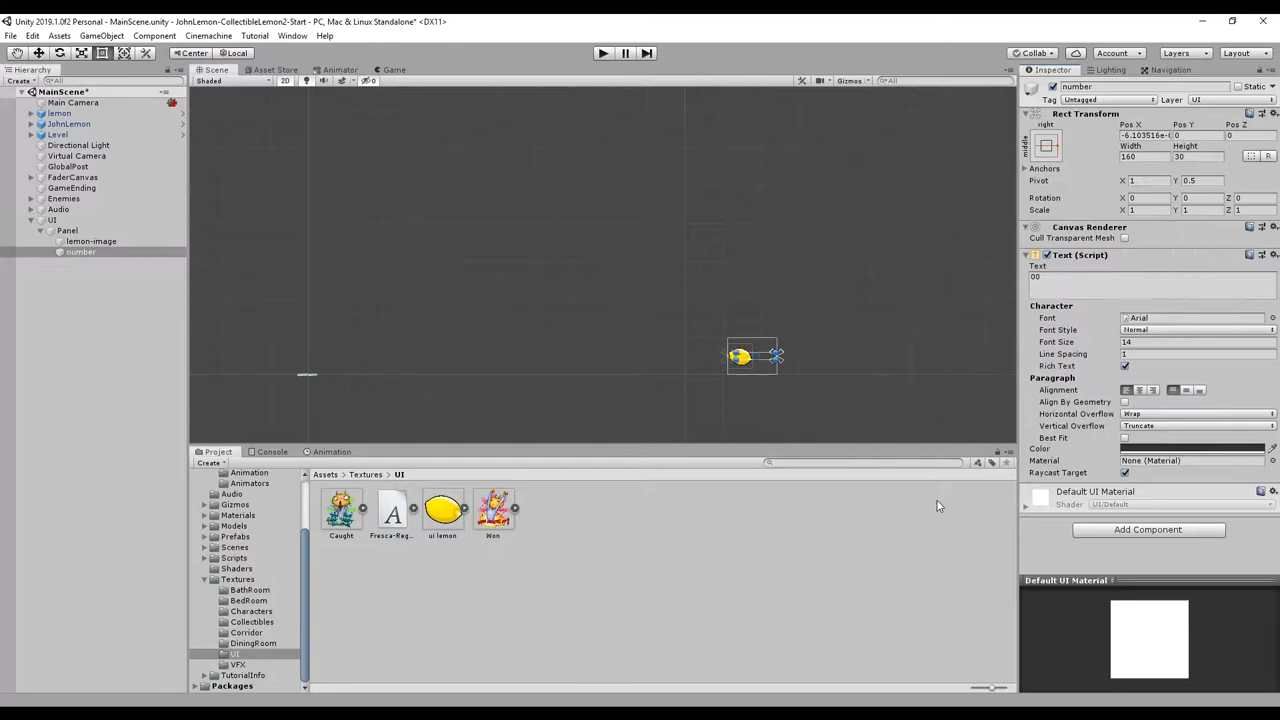 Unity 2019.1.0f2 Personal - MainScene.unity - JohnLemon-CollectibleLemon2-Start - PC, Mac & Linux Standalone* <DX11>
File Edit Assets GameObject Component Cinemachine Tutorial Window Help
Center Local Collab Account Layers Layout
Hierarchy Scene Asset Store Animator Game Inspector Lighting Navigation
Create All Shaded 2D Gizmos All number Static
MainScene* Tag Untagged Layer UI
Main Camera
lemon Rect Transform
JohnLemon right Pos X Pos Y Pos Z
Level middle -6.103516e- 0 0
Directional Light Width Height
Virtual Camera 160 30 R
GlobalPost Anchors
FaderCanvas Pivot X 1 Y 0.5
GameEnding
Enemies Rotation X 0 Y 0 Z 0
Audio Scale X 1 Y 1 Z 1
UI
Panel Canvas Renderer
lemon-image Cull Transparent Mesh
number Text (Script)
Text
00
Character
Font Arial
Font Style Normal
Font Size 14
Line Spacing 1
Rich Text
Paragraph
Alignment
Align By Geometry
Horizontal Overflow Wrap
Vertical Overflow Truncate
Best Fit
Color
Material None (Material)
Raycast Target
Default UI Material
Shader UI/Default
Add Component
Default UI Material
Project Console Animation
Create
Animation Assets Textures UI
Animators
Audio
Gizmos
Materials
Models
Prefabs Caught Fresca-Reg... ui lemon Won
Scenes
Scripts
Shaders
Textures
BathRoom
BedRoom
Characters
Collectibles
Corridor
DiningRoom
UI
VFX
TutorialInfo
Packages